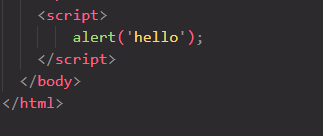 <script>
alert('hello');
</script>
</body>
</html>